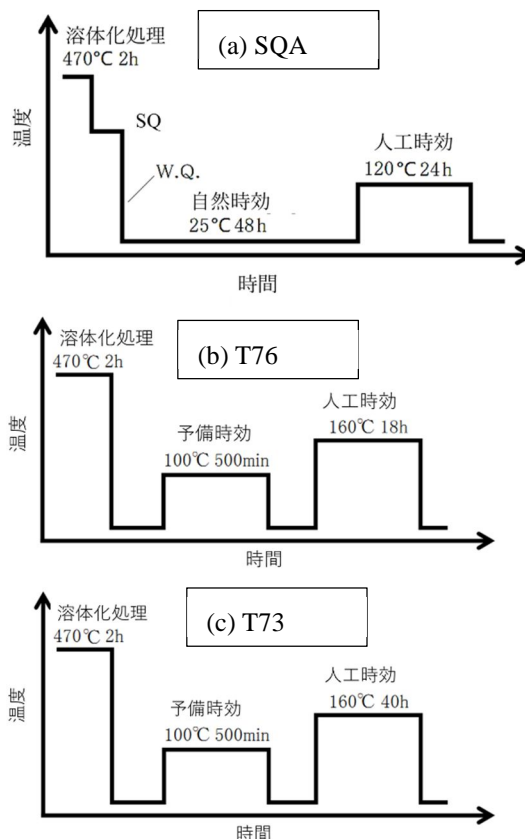 溶体化処理
470℃ 2h
(a) SQA
SQ
W.Q.
人工時効
120℃ 24h
自然時効
25℃ 48h
温度
時間
溶体化処理
470℃ 2h
(b) T76
予備時効
100℃ 500min
人工時効
160℃ 18h
温度
時間
溶体化処理
470℃ 2h
(c) T73
予備時効
100℃ 500min
人工時効
160℃ 40h
温度
時間